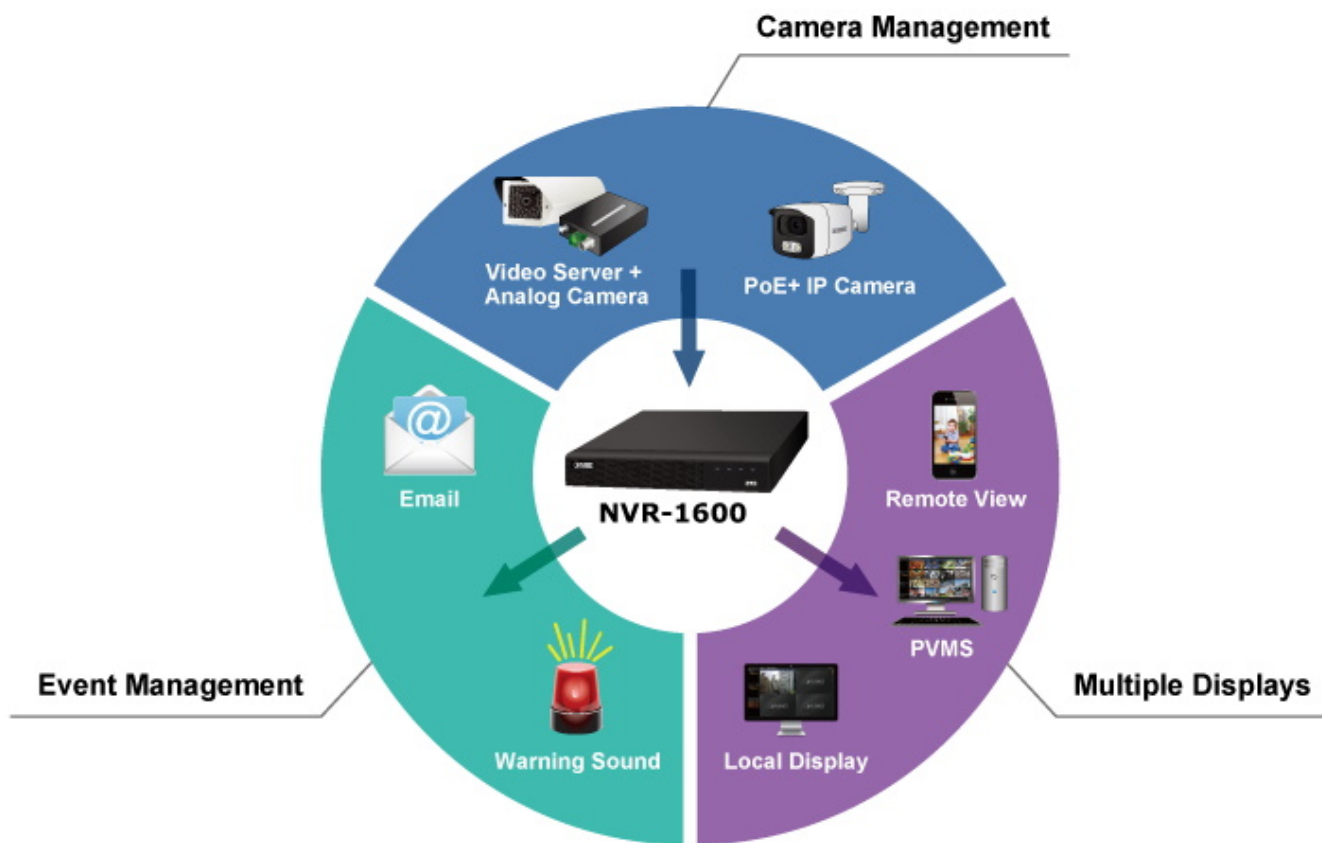 Camera Management
Video Server +
Analog Camera
PoE+ IP Camera
Email
NVR-1600
Remote View
PVMS
Event Management
Warning Sound
Local Display
Multiple Displays